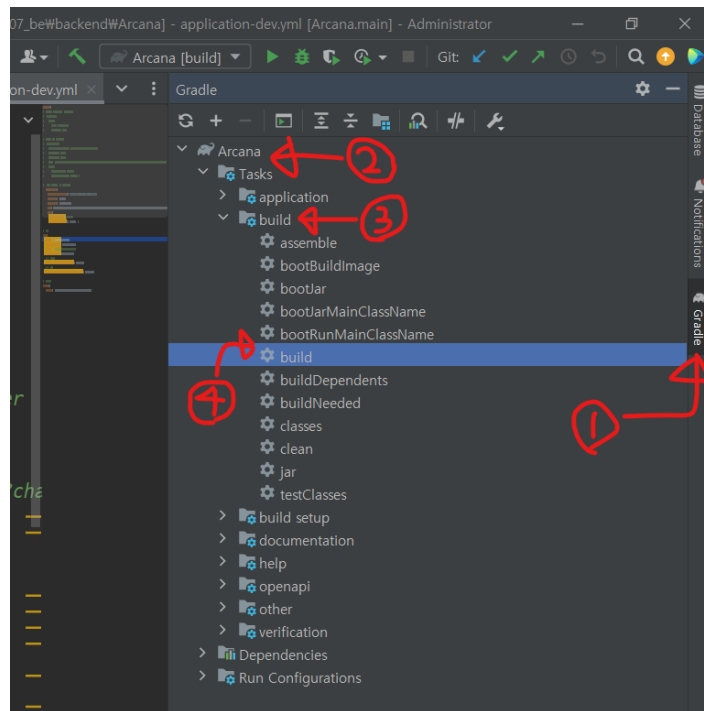 07_be₩backend₩Arcana] - application-dev.yml [Arcana.main] - Administrator
Arcana [build]
Git:
on-dev.yml
Gradle
Arcana
②
Tasks
application
build
③
assemble
bootBuildImage
bootJar
bootJarMainClassName
bootRunMainClassName
build
④
buildDependents
buildNeeded
classes
clean
jar
testClasses
build setup
documentation
help
openapi
other
verification
Dependencies
Run Configurations
er
cha
Database
Notifications
Gradle
①